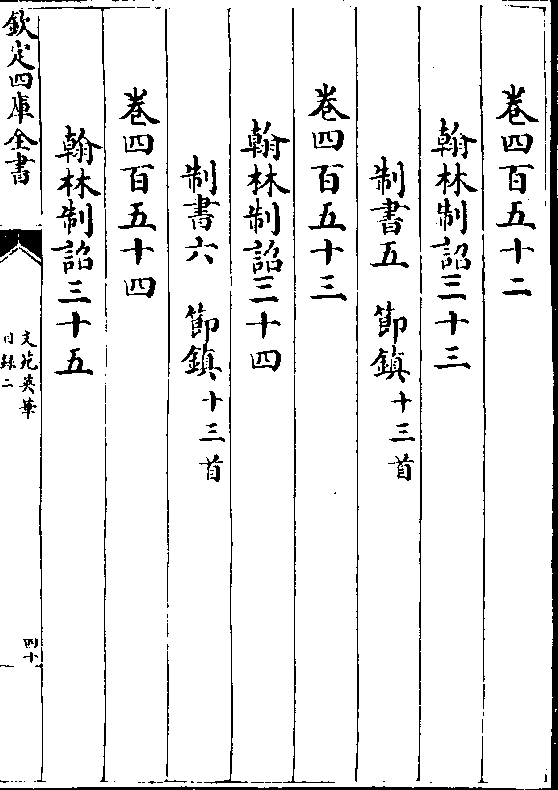 卷四百五十二
翰林制詔三十三
制書五 節鎮十三首
卷四百五十三
翰林制詔三十四
制書六 節鎮十三首
卷四百五十四
翰林制詔三十五
欽定四庫全書
文苑英華
目錄二
四十